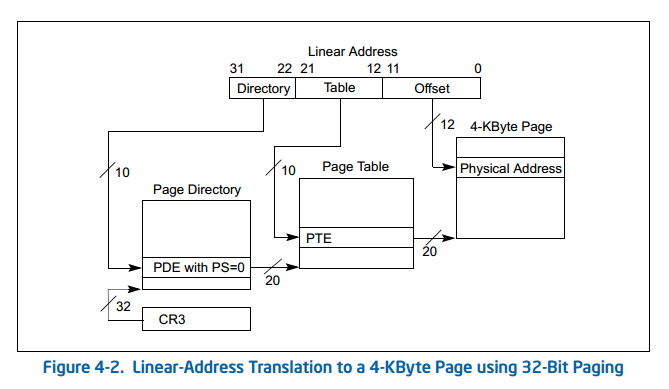 Linear Address
31 22 21 12 11 0
Directory Table Offset
12 4-KByte Page
10 10 Page Table Physical Address
Page Directory
PTE
20
PDE with PS=0
20
32
CR3
Figure 4-2. Linear-Address Translation to a 4-KByte Page using 32-Bit Paging